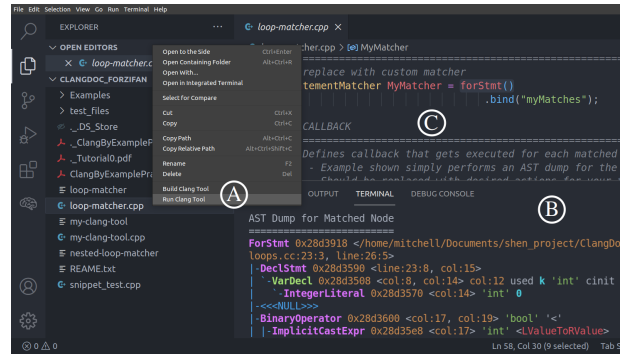 File Edit Selection View Go Run Terminal Help
EXPLORER ···
OPEN EDITORS
× loop-matcher.c
CLANGDOC_FORZIFAN
> Examples
> test_files
._DS_Store
._ClangByExampleP
._Tutorial0.pdf
ClangByExamplePra
loop-matcher
loop-matcher.cpp
my-clang-tool
my-clang-tool.cpp
nested-loop-matcher
README.txt
snippet_test.cpp
Open to the Side Ctrl+Enter
Open Containing Folder Alt+Ctrl+R
Open With...
Open in Integrated Terminal
Select for Compare
Cut Ctrl+X
Copy Ctrl+C
Copy Path Alt+Ctrl+C
Copy Relative Path Alt+Ctrl+Shift+C
Rename F2
Delete Del
Build Clang Tool
Run Clang Tool
A
loop-matcher.cpp ×
her.cpp > MyMatcher
replace with custom matcher
tementMatcher MyMatcher = forStmt()
.bind("myMatches");
C
CALLBACK
Defines callback that gets executed for each matched
- Example shown simply performs an AST dump for the
OUTPUT TERMINAL DEBUG CONSOLE
B
AST Dump for Matched Node
=========================
ForStmt 0x28d3918 </home/mitchell/Documents/shen_project/ClangDo
loops.cc:23:3, line:26:5>
|-DeclStmt 0x28d3590 <line:23:8, col:15>
| `-VarDecl 0x28d3508 <col:8, col:14> col:12 used k 'int' cinit
|   `-IntegerLiteral 0x28d3570 <col:14> 'int' 0
|-<<<NULL>>>
|-BinaryOperator 0x28d3600 <col:17, col:19> 'bool' '<'
| |-ImplicitCastExpr 0x28d35e8 <col:17> 'int' <LValueToRValue>
0 0
Ln 58, Col 30 (9 selected) Tab S